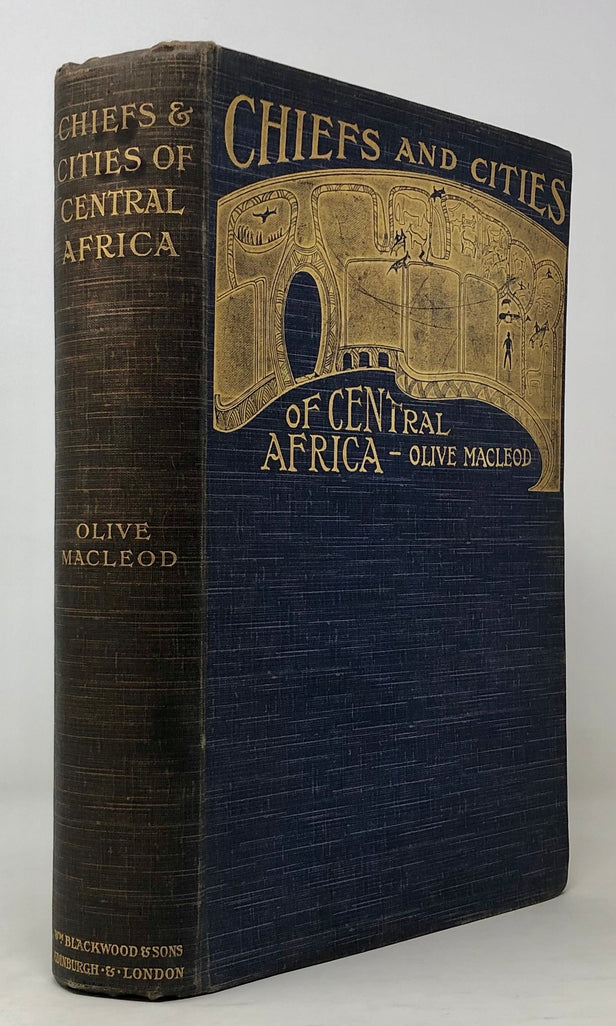 CHIEFS &
CITIES OF
CENTRAL
AFRICA
OLIVE
MACLEOD
WM BLACKWOOD & SONS
EDINBURGH · & · LONDON
CHIEFS AND CITIES
OF CENTRAL
AFRICA – OLIVE MACLEOD